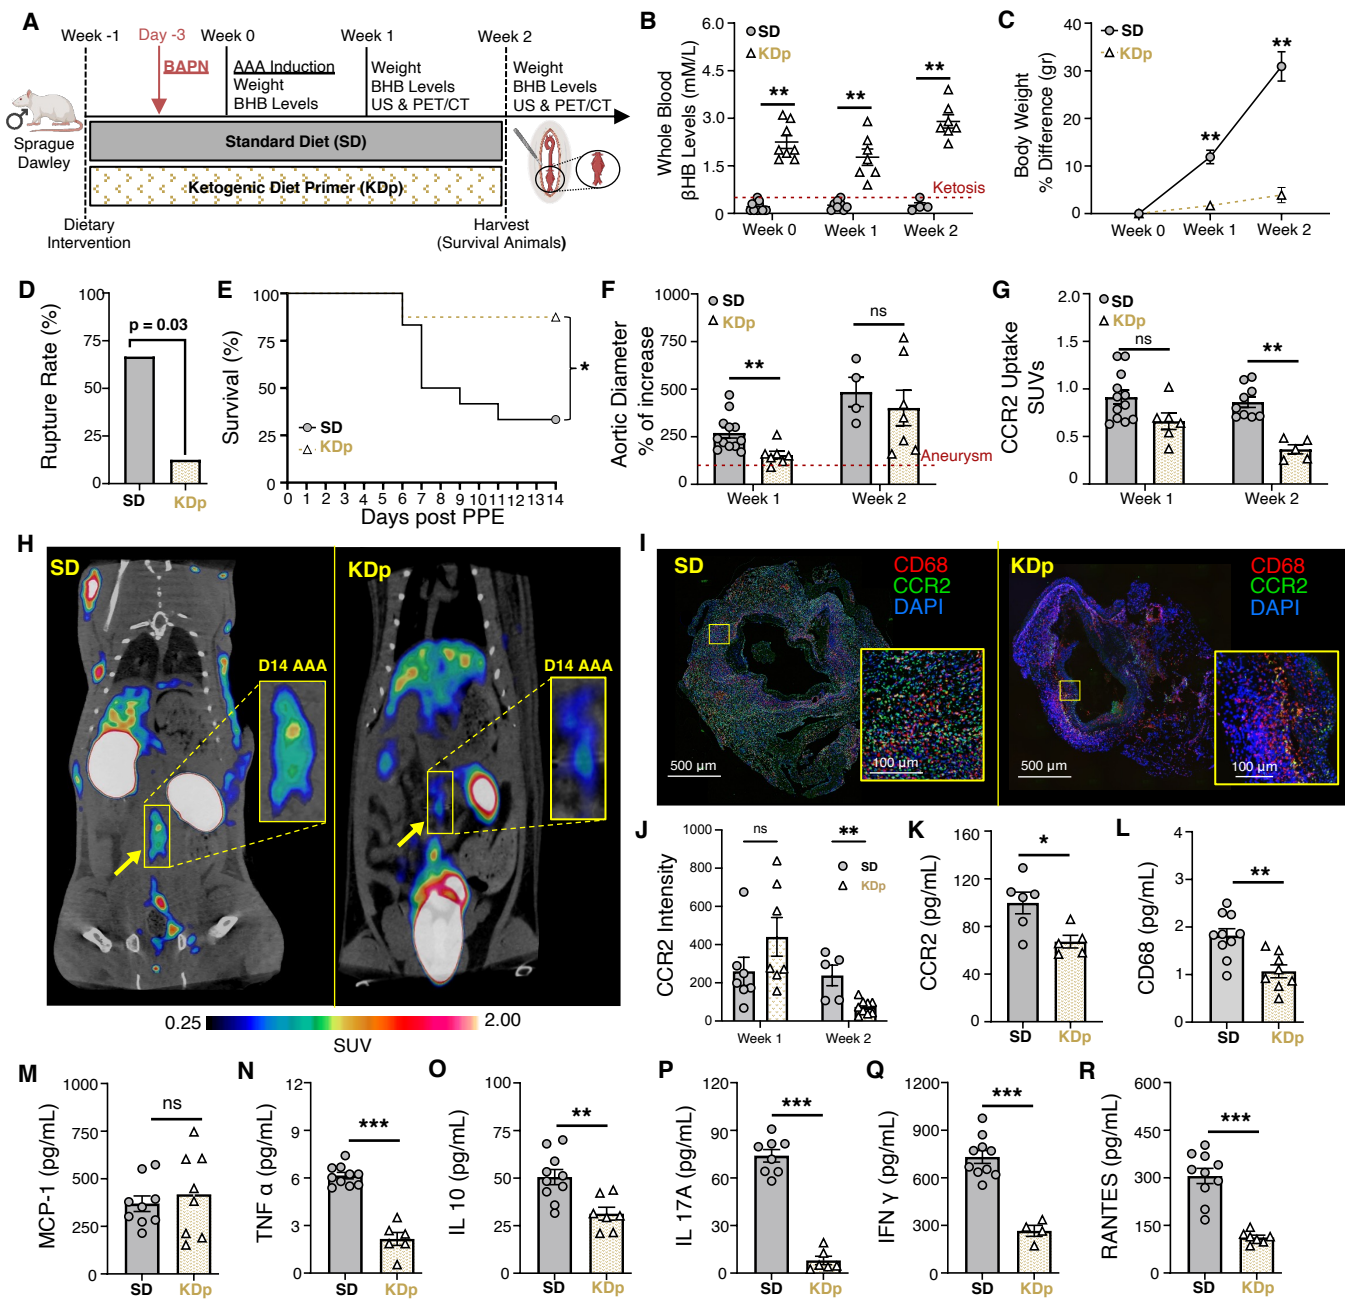 A
Week -1
Day -3
Week 0
Week 1
Week 2
BAPN
AAA Induction
Weight
BHB Levels
Weight
BHB Levels
US & PET/CT
Weight
BHB Levels
US & PET/CT
Sprague
Dawley
Standard Diet (SD)
Ketogenic Diet Primer (KDp)
Dietary
Intervention
Harvest
(Survival Animals)
B
Whole Blood
βHB Levels (mM/L)
6.0
4.5
3.0
1.5
0
SD
KDp
**
**
**
Ketosis
Week 0
Week 1
Week 2
C
Body Weight
% Difference (gr)
40
30
20
10
0
SD
KDp
**
**
Week 0
Week 1
Week 2
D
Rupture Rate (%)
100
75
50
25
0
p = 0.03
SD
KDp
E
Survival (%)
100
75
50
25
0
SD
KDp
*
0 1 2 3 4 5 6 7 8 9 10 11 12 13 14
Days post PPE
F
Aortic Diameter
% of increase
1000
750
500
250
0
SD
KDp
**
ns
Aneurysm
Week 1
Week 2
G
CCR2 Uptake
SUVs
2.0
1.5
1.0
0.5
0
SD
KDp
ns
**
Week 1
Week 2
H
SD
KDp
D14 AAA
D14 AAA
0.25
2.00
SUV
I
SD
CD68
CCR2
DAPI
500 µm
100 µm
KDp
CD68
CCR2
DAPI
500 µm
100 µm
J
CCR2 Intensity
1000
800
600
400
200
0
ns
**
SD
KDp
Week 1
Week 2
K
CCR2 (pg/mL)
160
120
80
40
0
*
SD
KDp
L
CD68 (pg/mL)
4
3
2
1
0
**
SD
KDp
M
MCP-1 (pg/mL)
1000
750
500
250
0
ns
SD
KDp
N
TNF α (pg/mL)
12
9
6
3
0
***
SD
KDp
O
IL 10 (pg/mL)
100
75
50
25
0
**
SD
KDp
P
IL 17A (pg/mL)
120
90
60
30
0
***
SD
KDp
Q
IFN γ (pg/mL)
1200
900
600
300
0
***
SD
KDp
R
RANTES (pg/mL)
600
450
300
150
0
***
SD
KDp